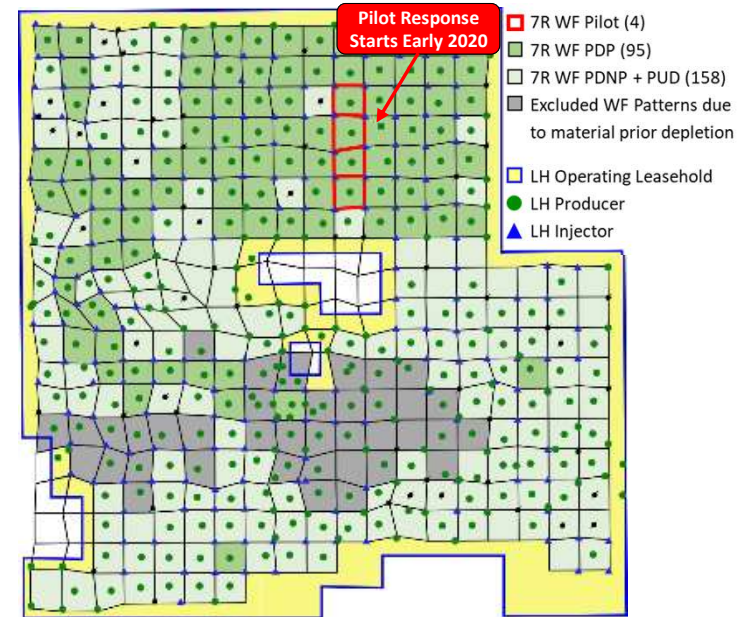 Pilot Response
Starts Early 2020
7R WF Pilot (4)
7R WF PDP (95)
7R WF PDNP + PUD (158)
Excluded WF Patterns due
to material prior depletion
LH Operating Leasehold
LH Producer
LH Injector